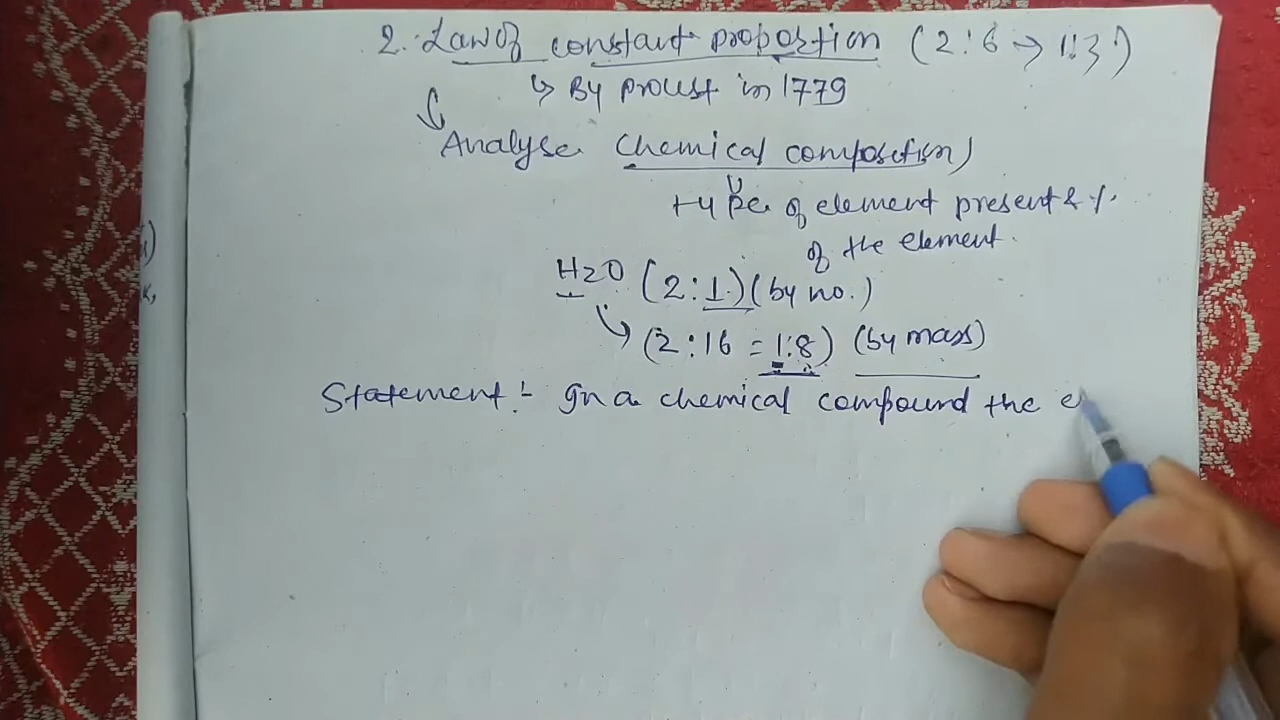 2. Law of constant proportion (2:6 → 1:3)
↳ By proust in 1779
Analyse chemical composetion)
type of element present & %.
of the element.
H2O (2:1.) (by no.)
(2:16 = 1:8) (by mass)
Statement:- In a chemical compound the e